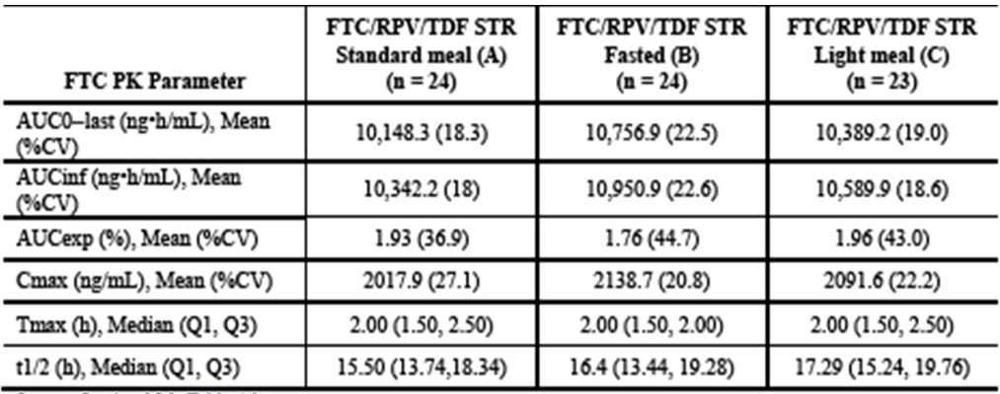 FTC PK Parameter
FTC/RPV/TDF STR
Standard meal (A)
(n = 24)
FTC/RPV/TDF STR
Fasted (B)
(n = 24)
FTC/RPV/TDF STR
Light meal (C)
(n = 23)
AUC0–last (ng•h/mL), Mean
(%CV)
10,148.3 (18.3)
10,756.9 (22.5)
10,389.2 (19.0)
AUCinf (ng•h/mL), Mean
(%CV)
10,342.2 (18)
10,950.9 (22.6)
10,589.9 (18.6)
AUCexp (%), Mean (%CV)
1.93 (36.9)
1.76 (44.7)
1.96 (43.0)
Cmax (ng/mL), Mean (%CV)
2017.9 (27.1)
2138.7 (20.8)
2091.6 (22.2)
Tmax (h), Median (Q1, Q3)
2.00 (1.50, 2.50)
2.00 (1.50, 2.00)
2.00 (1.50, 2.50)
t1/2 (h), Median (Q1, Q3)
15.50 (13.74,18.34)
16.4 (13.44, 19.28)
17.29 (15.24, 19.76)